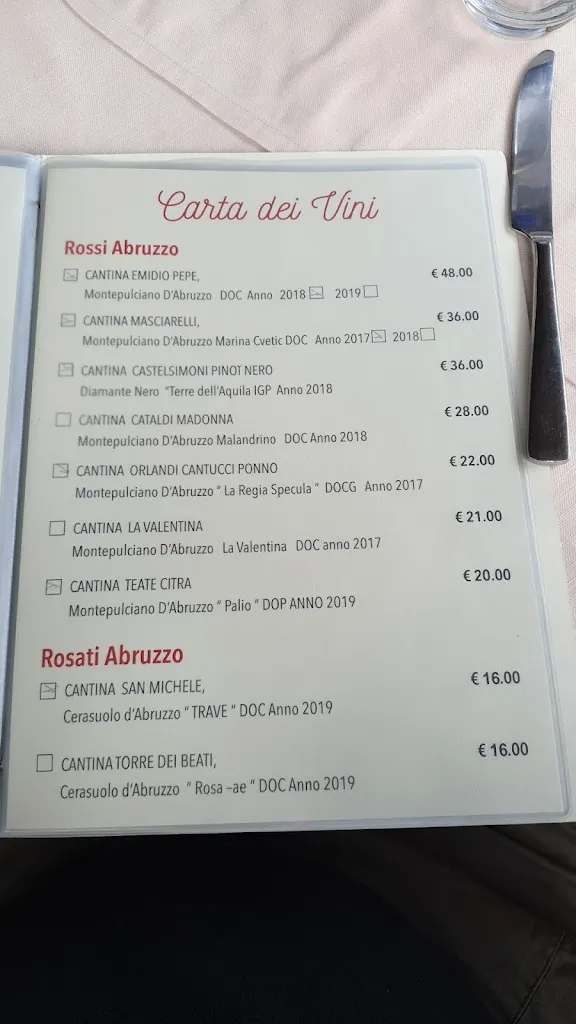 Carta dei Vini
Rossi Abruzzo
CANTINA EMIDIO PEPE, € 48.00
Montepulciano D'Abruzzo DOC Anno 2018 2019
CANTINA MASCIARELLI, € 36.00
Montepulciano D'Abruzzo Marina Cvetic DOC Anno 2017 2018
CANTINA CASTELSIMONI PINOT NERO € 36.00
Diamante Nero "Terre dell'Aquila IGP Anno 2018
CANTINA CATALDI MADONNA € 28.00
Montepulciano D'Abruzzo Malandrino DOC Anno 2018
CANTINA ORLANDI CANTUCCI PONNO € 22.00
Montepulciano D'Abruzzo " La Regia Specula " DOCG Anno 2017
CANTINA LA VALENTINA € 21.00
Montepulciano D'Abruzzo La Valentina DOC anno 2017
CANTINA TEATE CITRA € 20.00
Montepulciano D'Abruzzo " Palio " DOP ANNO 2019
Rosati Abruzzo
CANTINA SAN MICHELE, € 16.00
Cerasuolo d'Abruzzo " TRAVE " DOC Anno 2019
CANTINA TORRE DEI BEATI, € 16.00
Cerasuolo d'Abruzzo " Rosa –ae " DOC Anno 2019